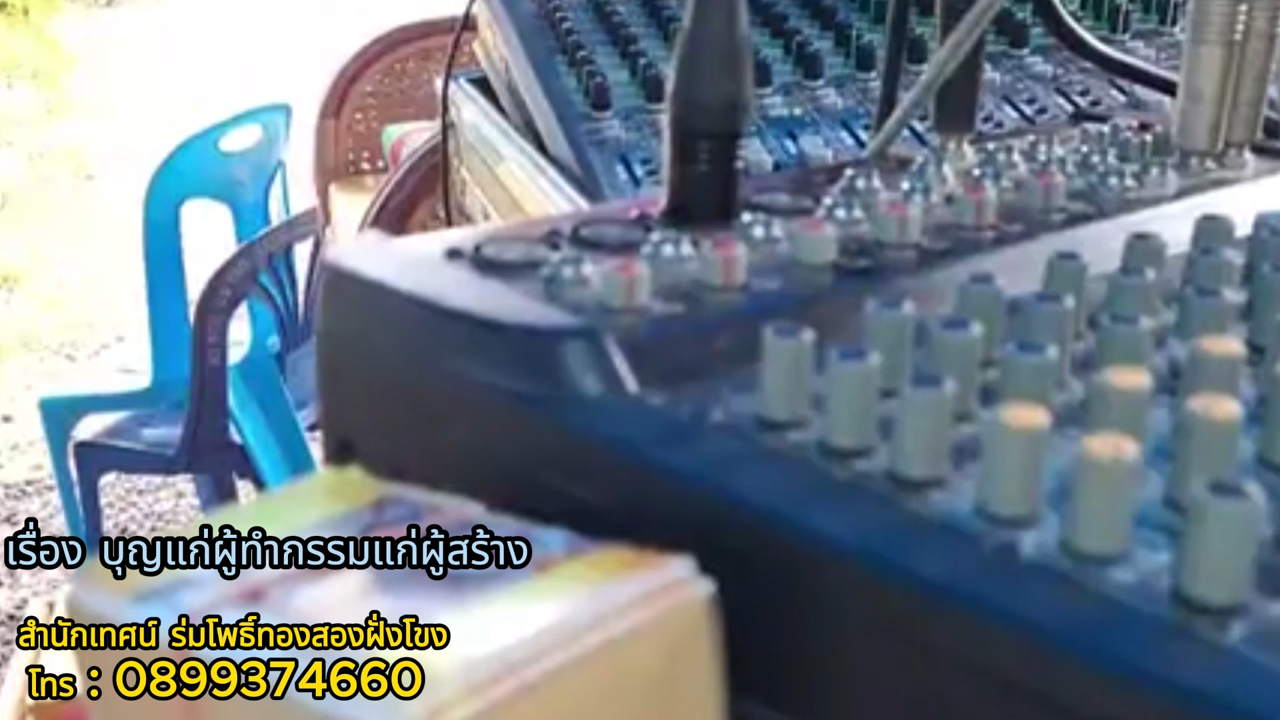 เรื่อง บุญแก่ผู้ทำกรรมแก่ผู้สร้าง
สำนักเทศน์ ร่มโพธิ์ทองสองฝั่งโขง
โทร : 0899374660